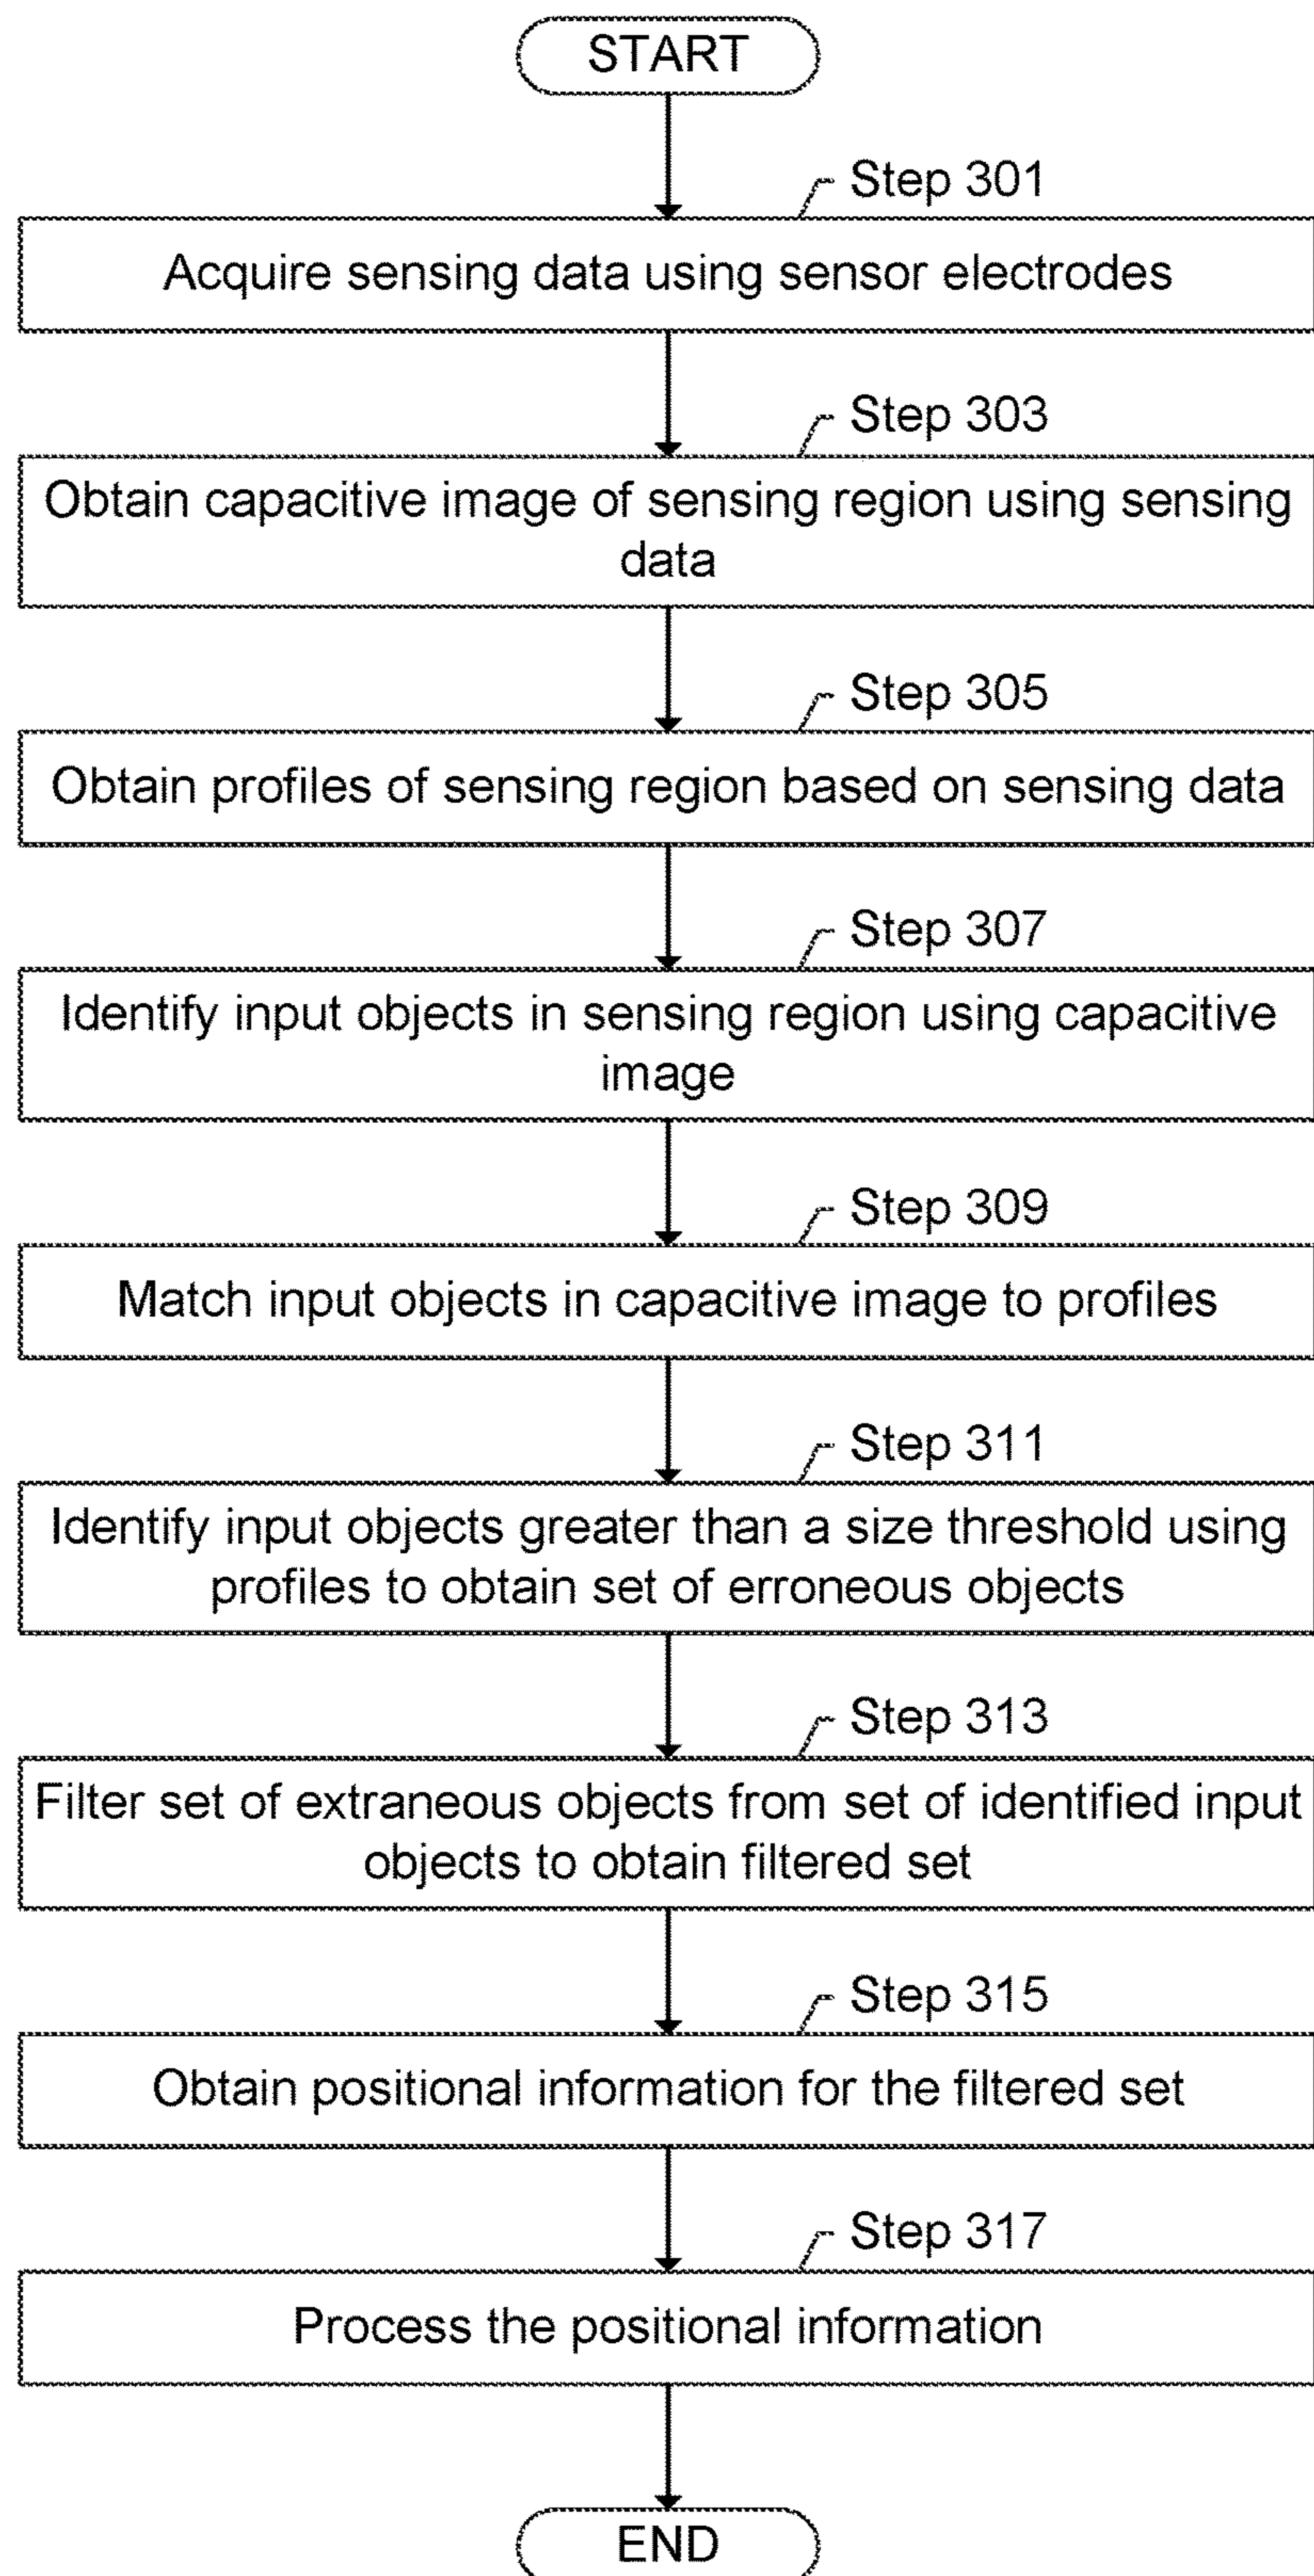 START
Step 301
Acquire sensing data using sensor electrodes
Step 303
Obtain capacitive image of sensing region using sensing
data
Step 305
Obtain profiles of sensing region based on sensing data
Step 307
Identify input objects in sensing region using capacitive
image
Step 309
Match input objects in capacitive image to profiles
Step 311
Identify input objects greater than a size threshold using
profiles to obtain set of erroneous objects
Step 313
Filter set of extraneous objects from set of identified input
objects to obtain filtered set
Step 315
Obtain positional information for the filtered set
Step 317
Process the positional information
END